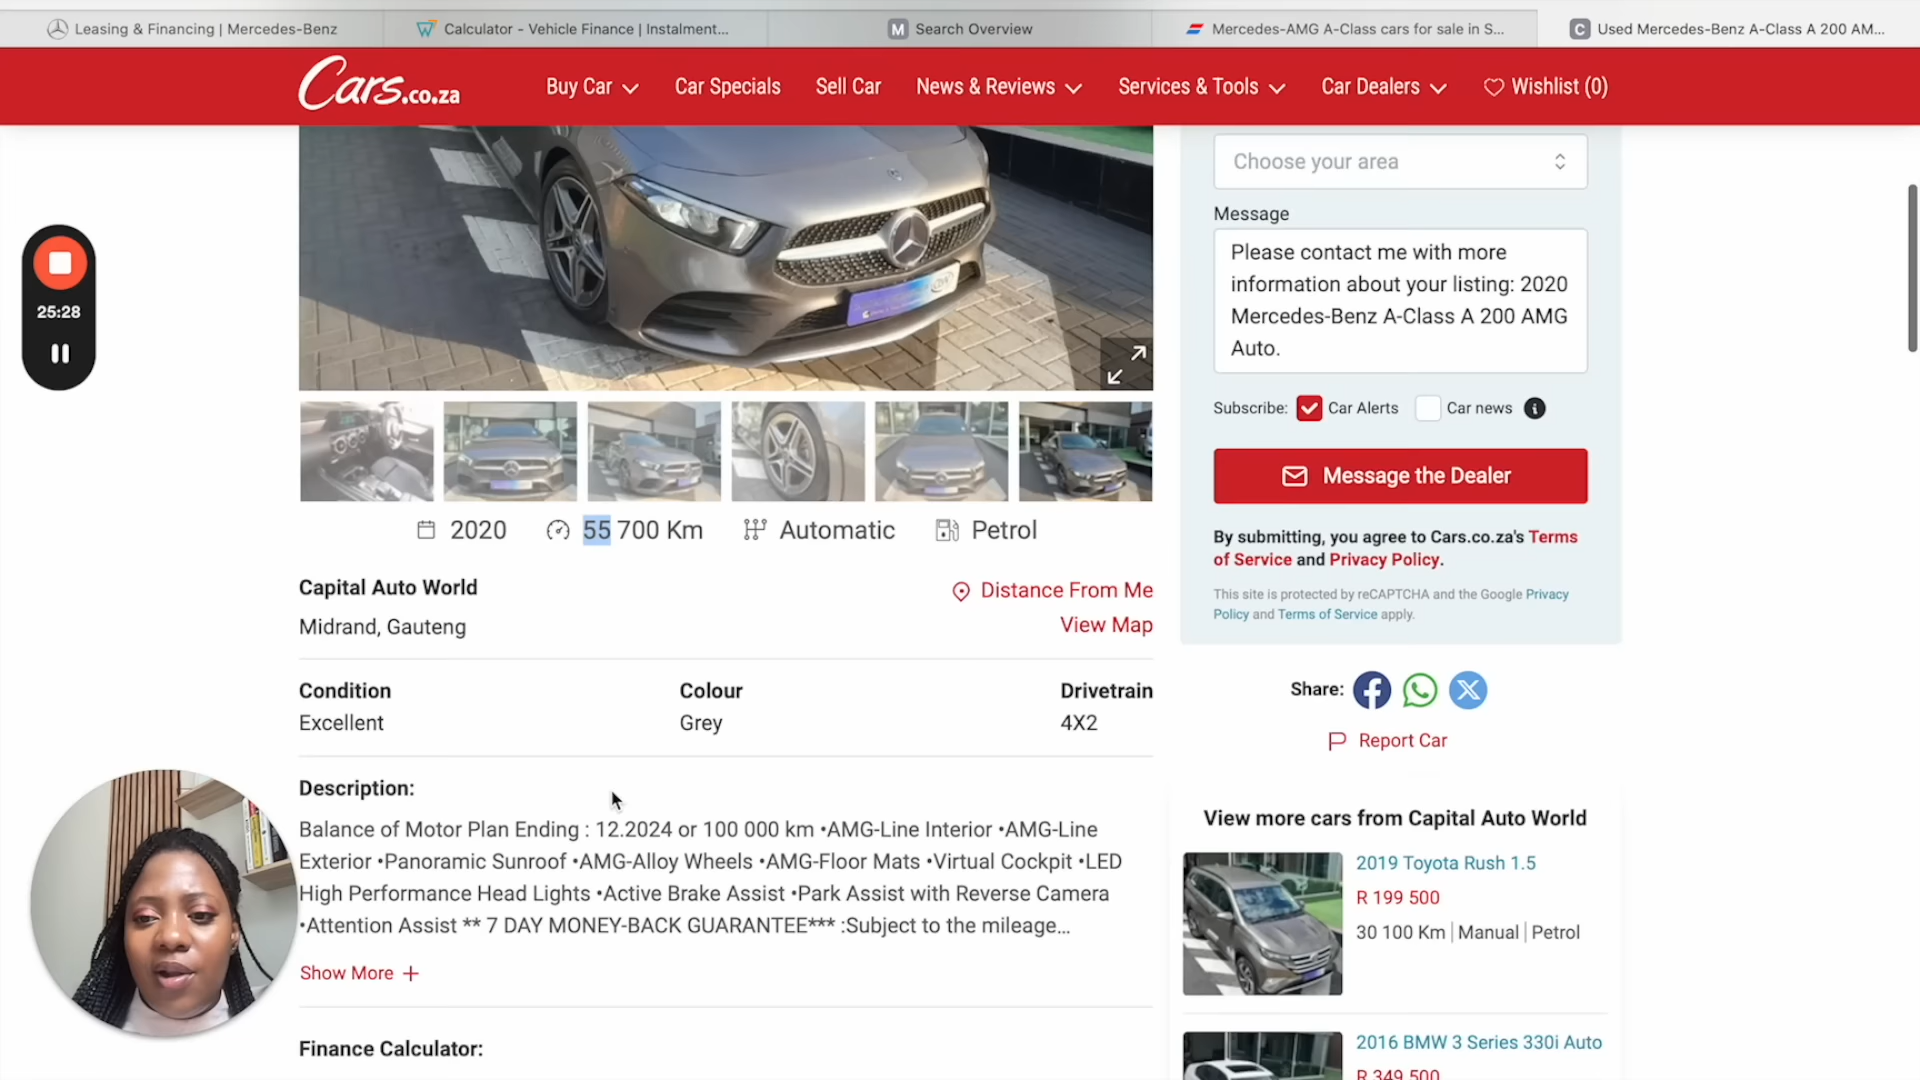 Leasing & Financing | Mercedes-Benz
Calculator - Vehicle Finance | Instalment...
M Search Overview
Mercedes-AMG A-Class cars for sale in S...
C Used Mercedes-Benz A-Class A 200 AM...
Cars.co.za
Buy Car
Car Specials
Sell Car
News & Reviews
Services & Tools
Car Dealers
Wishlist (0)
25:28
Choose your area
Message
Please contact me with more
information about your listing: 2020
Mercedes-Benz A-Class A 200 AMG
Auto.
Subscribe: Car Alerts Car news
Message the Dealer
By submitting, you agree to Cars.co.za's Terms
of Service and Privacy Policy.
This site is protected by reCAPTCHA and the Google Privacy
Policy and Terms of Service apply.
Share:
Report Car
2020 55 700 Km Automatic Petrol
Capital Auto World
Midrand, Gauteng
Distance From Me
View Map
Condition
Excellent
Colour
Grey
Drivetrain
4X2
Description:
Balance of Motor Plan Ending : 12.2024 or 100 000 km •AMG-Line Interior •AMG-Line
Exterior •Panoramic Sunroof •AMG-Alloy Wheels •AMG-Floor Mats •Virtual Cockpit •LED
High Performance Head Lights •Active Brake Assist •Park Assist with Reverse Camera
•Attention Assist ** 7 DAY MONEY-BACK GUARANTEE*** :Subject to the mileage...
Show More +
Finance Calculator:
View more cars from Capital Auto World
2019 Toyota Rush 1.5
R 199 500
30 100 Km | Manual | Petrol
2016 BMW 3 Series 330i Auto
R 349 500